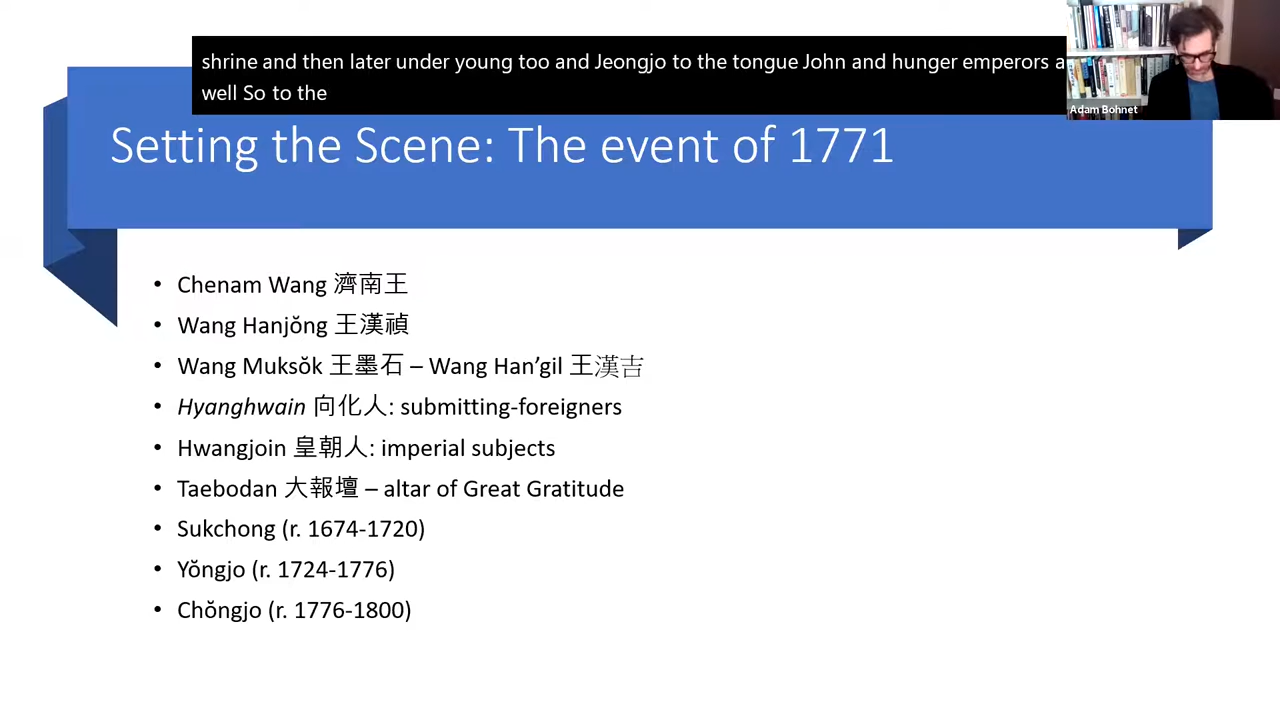 shrine and then later under young too and Jeongjo to the tongue John and hunger emperors a
well So to the
Adam Bohnet
Setting the Scene: The event of 1771
• Chenam Wang 濟南王
• Wang Hanjŏng 王漢禎
• Wang Muksŏk 王墨石 – Wang Han’gil 王漢吉
• Hyanghwain 向化人: submitting-foreigners
• Hwangjoin 皇朝人: imperial subjects
• Taebodan 大報壇 – altar of Great Gratitude
• Sukchong (r. 1674-1720)
• Yŏngjo (r. 1724-1776)
• Chŏngjo (r. 1776-1800)